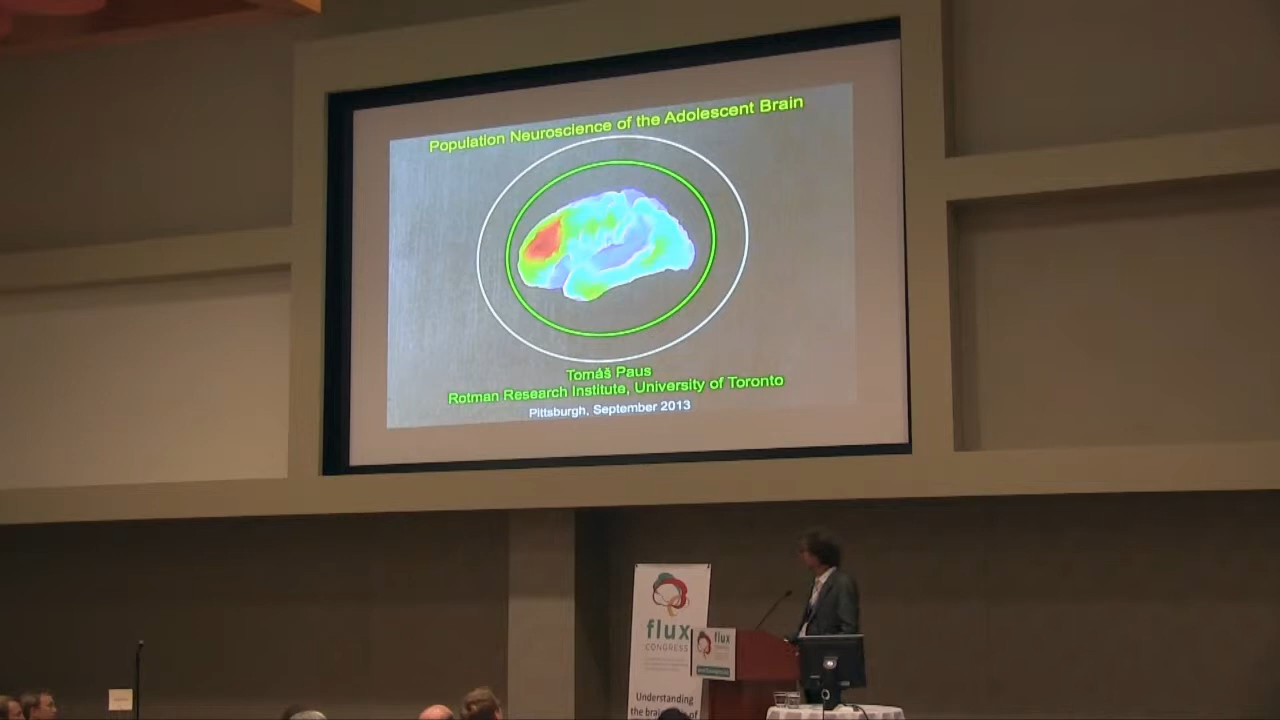 Population Neuroscience of the Adolescent Brain
Tomáš Paus
Rotman Research Institute, University of Toronto
Pittsburgh, September 2013
flux
CONGRESS
Understanding
the brain
of
flux